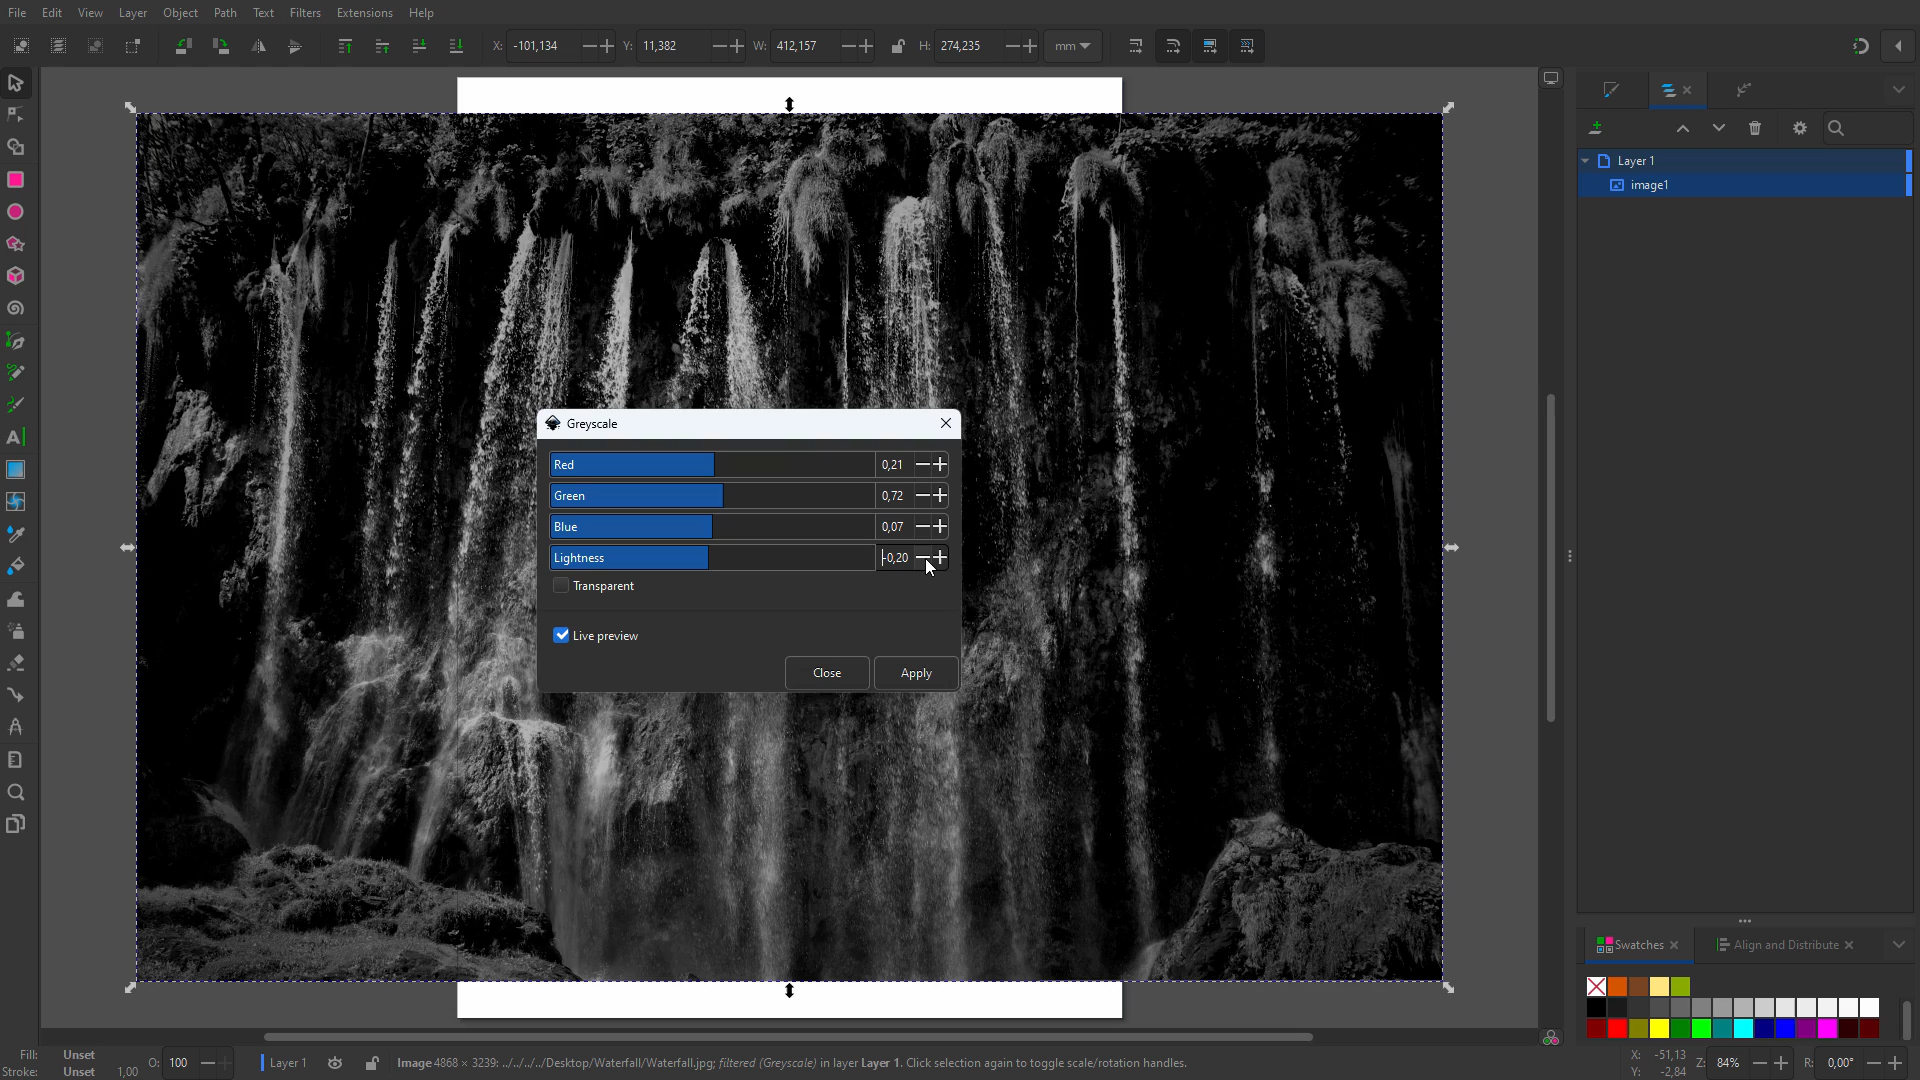 File Edit View Layer Object Path Text Filters Extensions Help
X: -101,134 Y: 11,382 W: 412,157 H: 274,235 mm
Layer 1
image1
Greyscale
Red 0,21
Green 0,72
Blue 0,07
Lightness -0,20
Transparent
Live preview
Close Apply
Swatches Align and Distribute
Fill: Unset O: 100 Layer 1 Image 4868 × 3239: ../../../../Desktop/Waterfall/Waterfall.jpg; filtered (Greyscale) in layer Layer 1. Click selection again to toggle scale/rotation handles. X: -51,13 Z: 84% R: 0,00°
Stroke: Unset 1,00 Y: -2,84